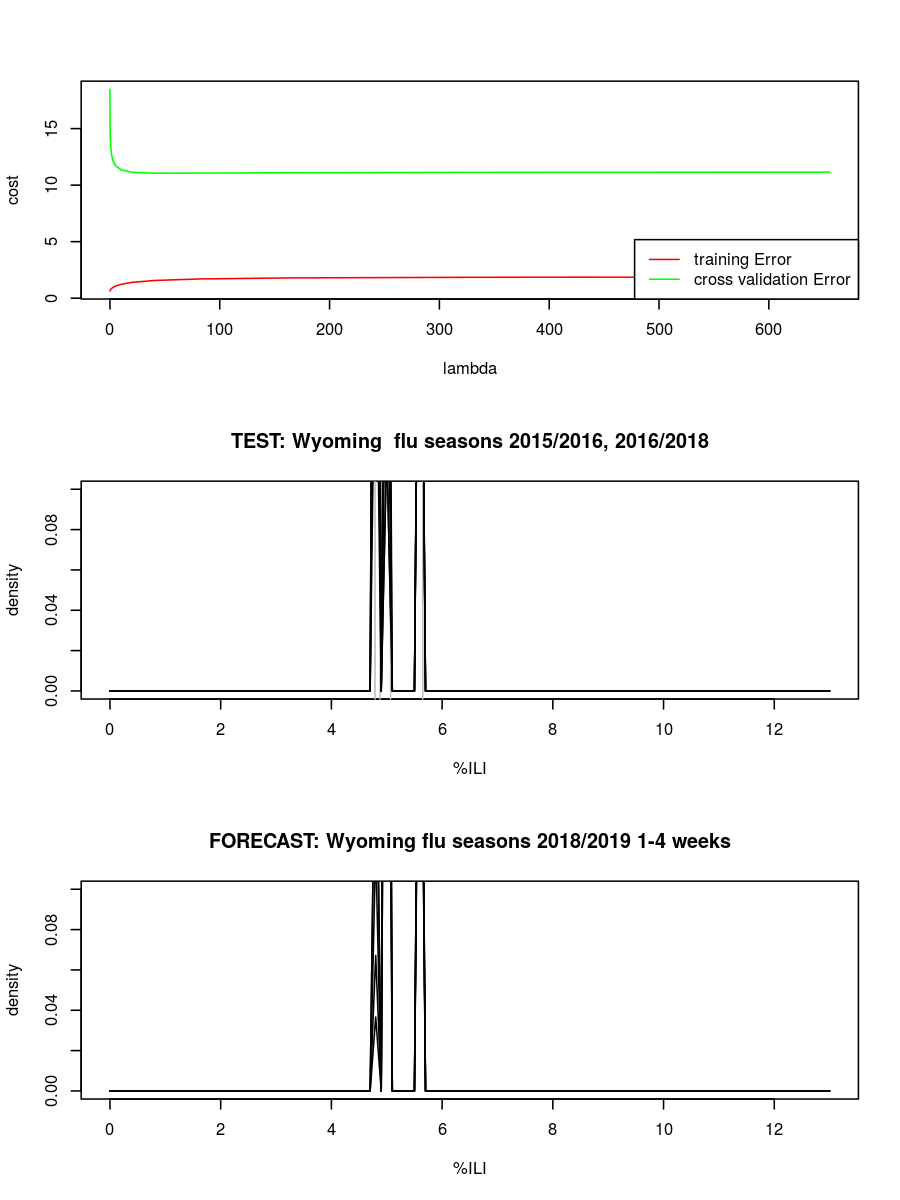 15
10
5
0
cost
training Error
cross validation Error
0 100 200 300 400 500 600
lambda
TEST: Wyoming  flu seasons 2015/2016, 2016/2018
0.08
0.04
0.00
density
0 2 4 6 8 10 12
%ILI
FORECAST: Wyoming flu seasons 2018/2019 1-4 weeks
0.08
0.04
0.00
density
0 2 4 6 8 10 12
%ILI